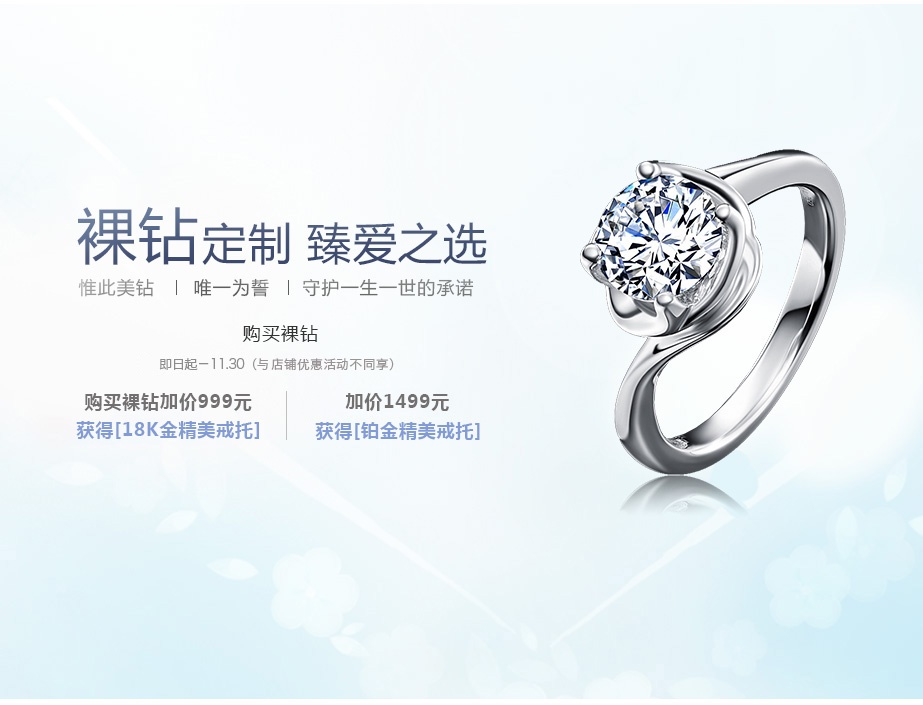 裸钻定制 臻爱之选
惟此美钻 | 唯一为誓 | 守护一生一世的承诺
购买裸钻
即日起－11.30（与店铺优惠活动不同享）
购买裸钻加价999元 加价1499元
获得[18K金精美戒托] 获得[铂金精美戒托]